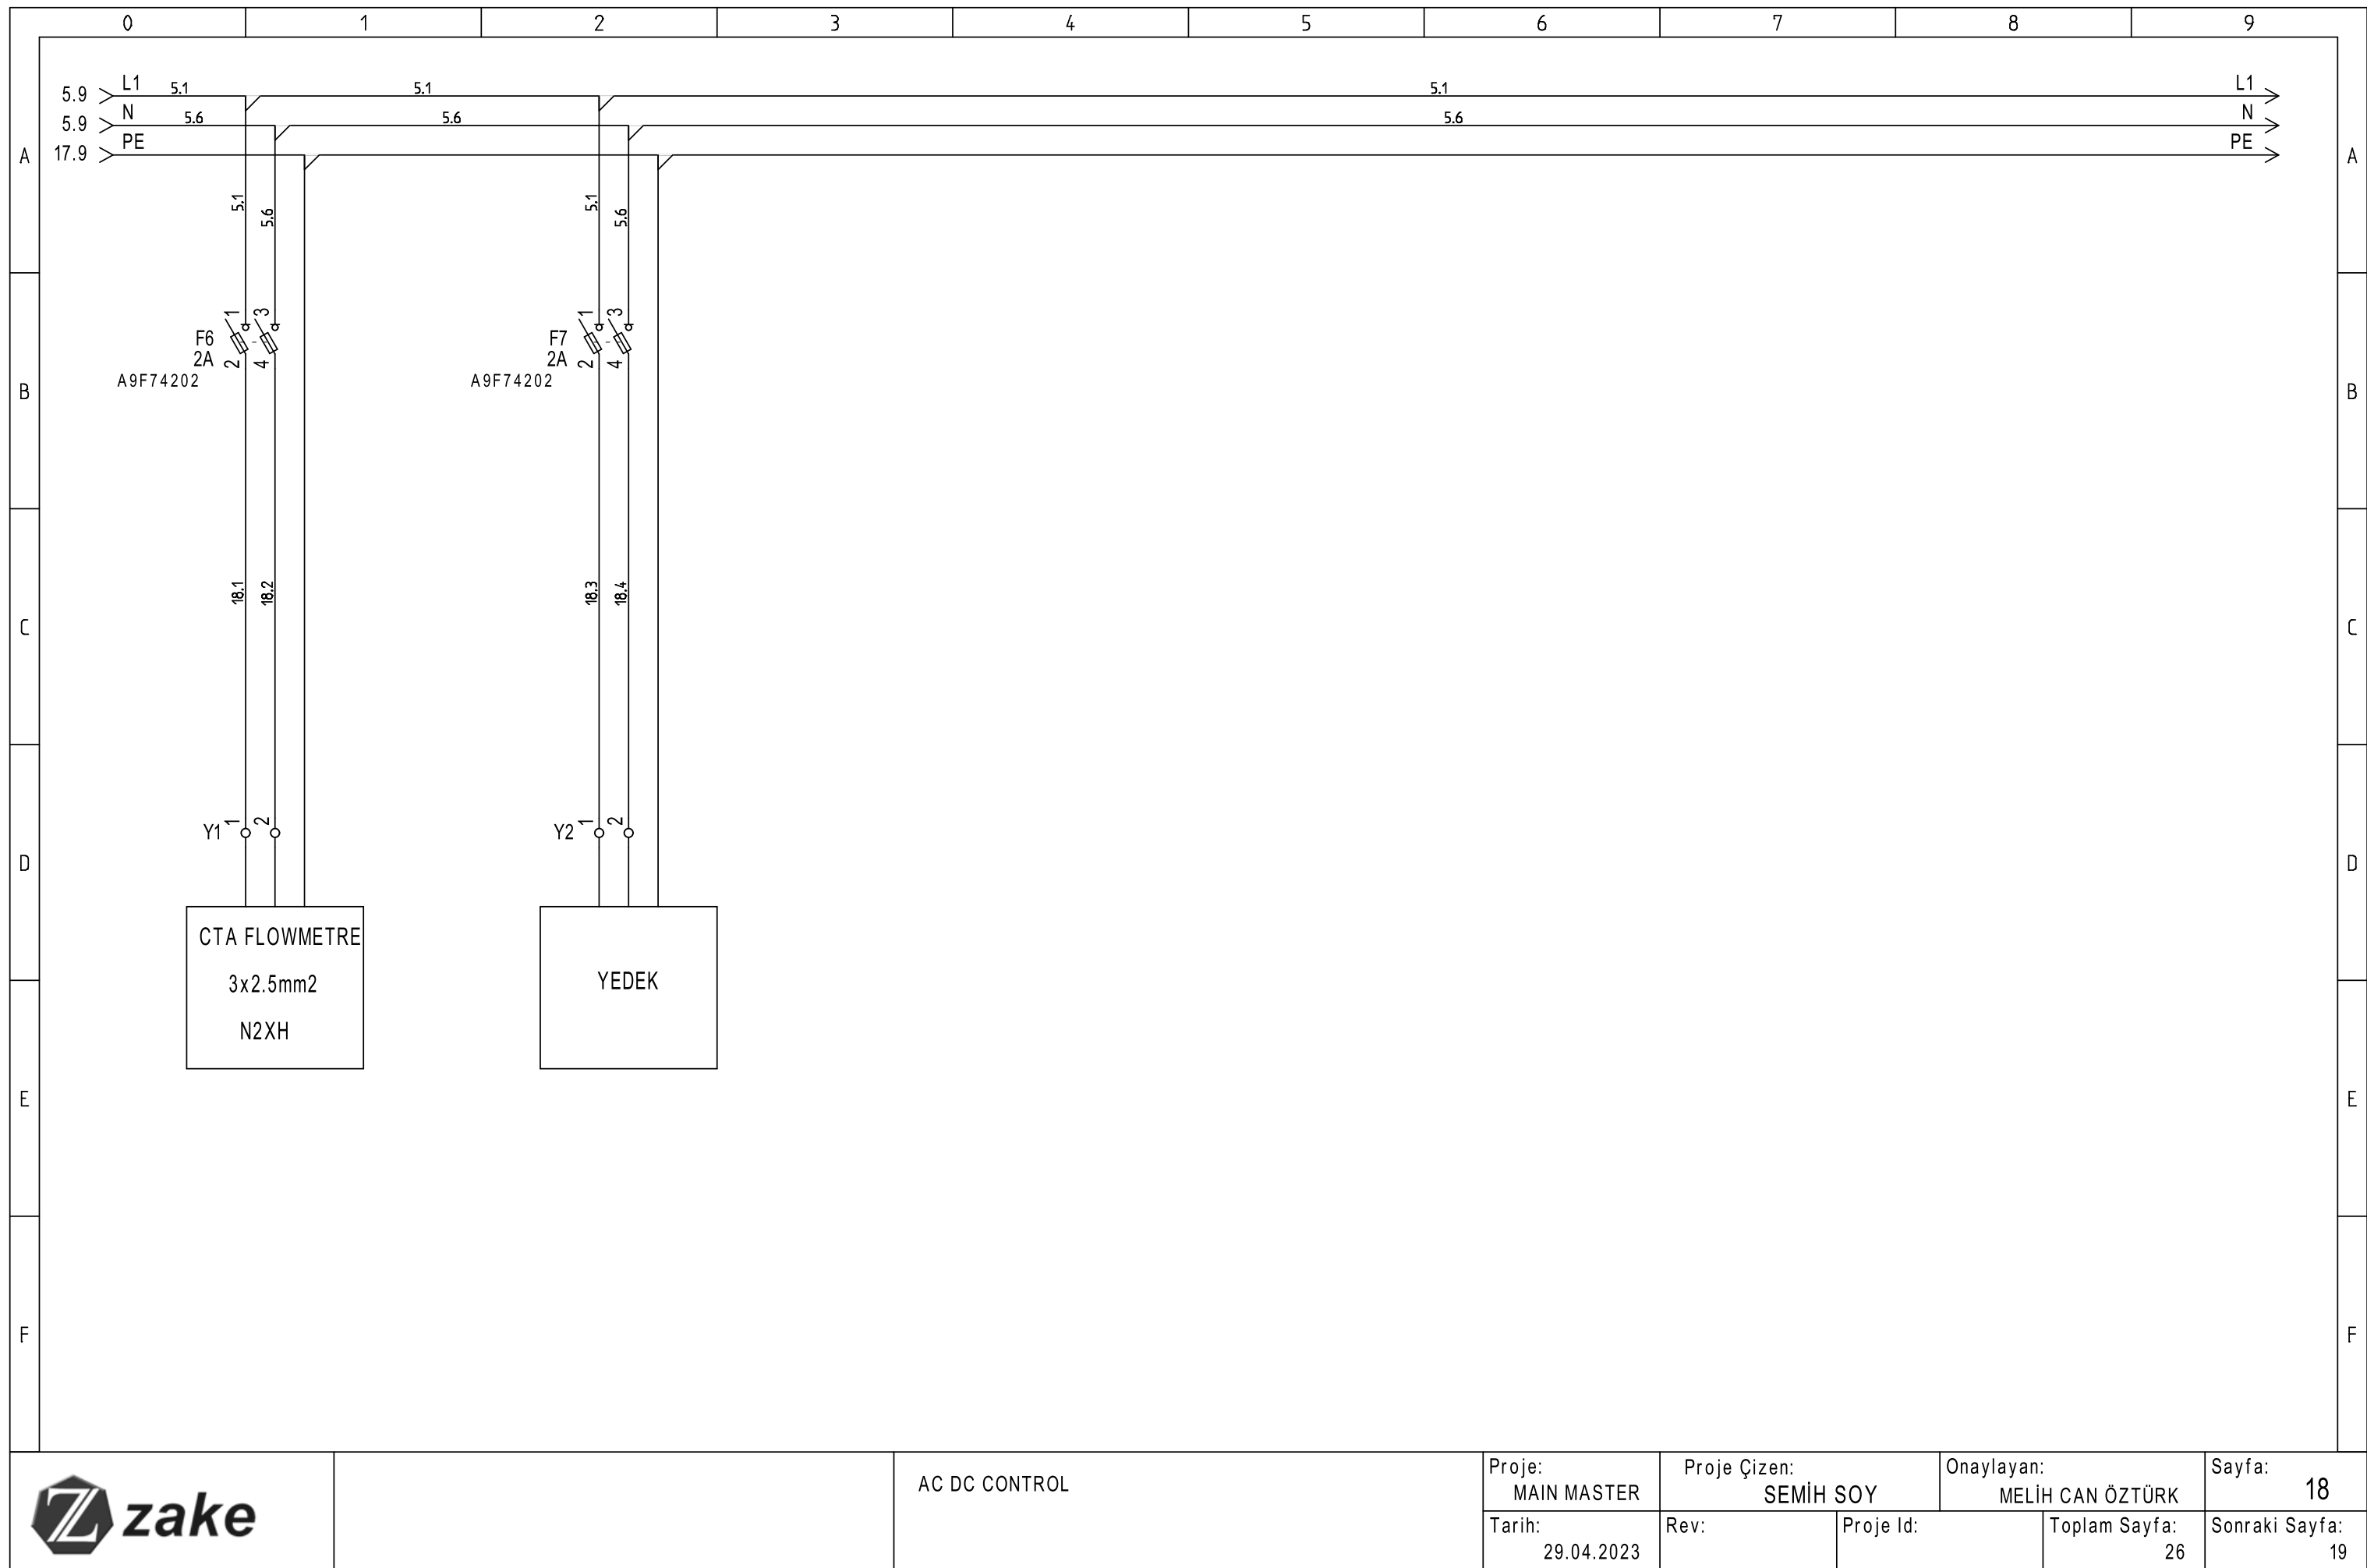 0 1 2 3 4 5 6 7 8 9
5.9 L1 5.1 5.1 5.1 L1
5.9 N 5.6 5.6 5.6 N
17.9 PE PE
A A
5.1 5.6 5.1 5.6
1 3 1 3
F6 F7
2A 2 4 2A 2 4
A9F74202 A9F74202
B B
18.1 18.2 18.3 18.4
C C
Y1 1 2 Y2 1 2
D D
CTA FLOWMETRE
3x2.5mm2
N2XH
YEDEK
E E
F F
zake
AC DC CONTROL
Proje:
MAIN MASTER
Proje Çizen:
SEMİH SOY
Onaylayan:
MELİH CAN ÖZTÜRK
Sayfa:
18
Tarih:
29.04.2023
Rev:
Proje Id:
Toplam Sayfa:
26
Sonraki Sayfa:
19